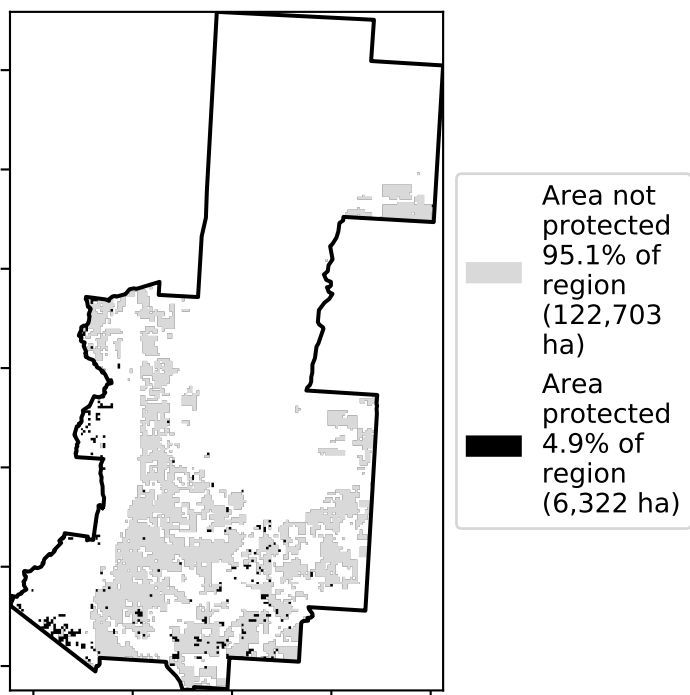 Area not
protected
95.1% of
region
(122,703
ha)
Area
protected
4.9% of
region
(6,322 ha)